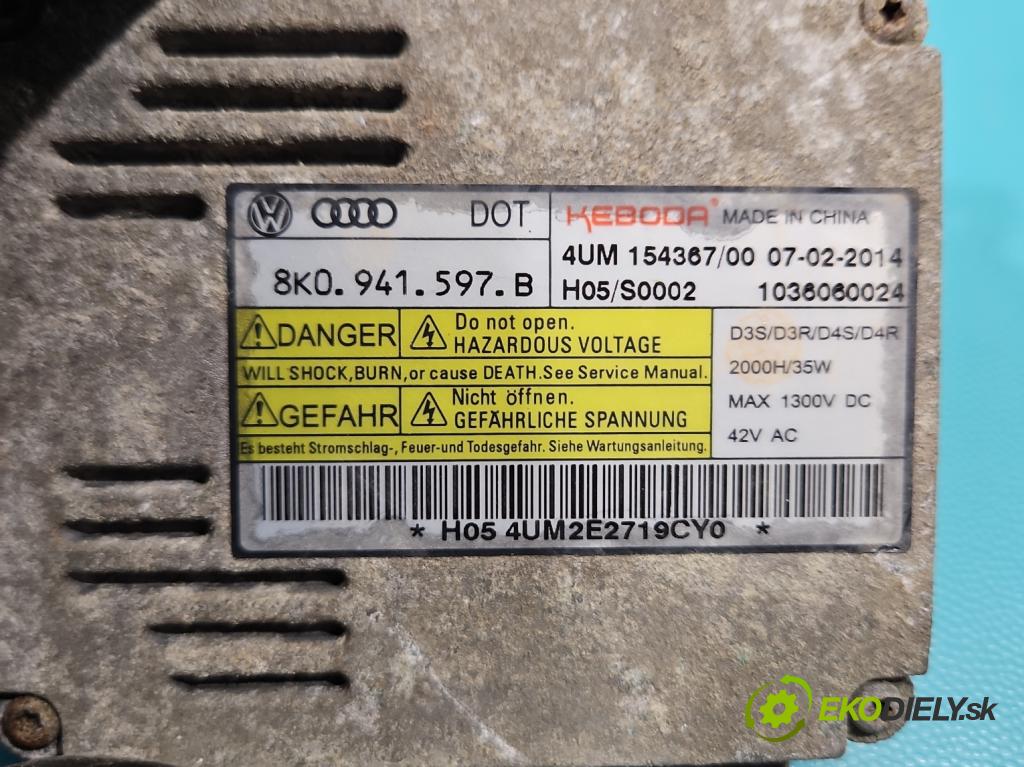 DOT
8K0.941.597.B
KEBODA MADE IN CHINA
4UM 154367/00 07-02-2014
H05/S0002 1036060024
DANGER
Do not open.
HAZARDOUS VOLTAGE
WILL SHOCK,BURN,or cause DEATH.See Service Manual.
GEFAHR
Nicht öffnen.
GEFÄHRLICHE SPANNUNG
Es besteht Stromschlag-, Feuer-und Todesgefahr. Siehe Wartungsanleitung.
D3S/D3R/D4S/D4R
2000H/35W
MAX 1300V DC
42V AC
* H05 4UM2E2719CY0 *
EKODIELY.sk